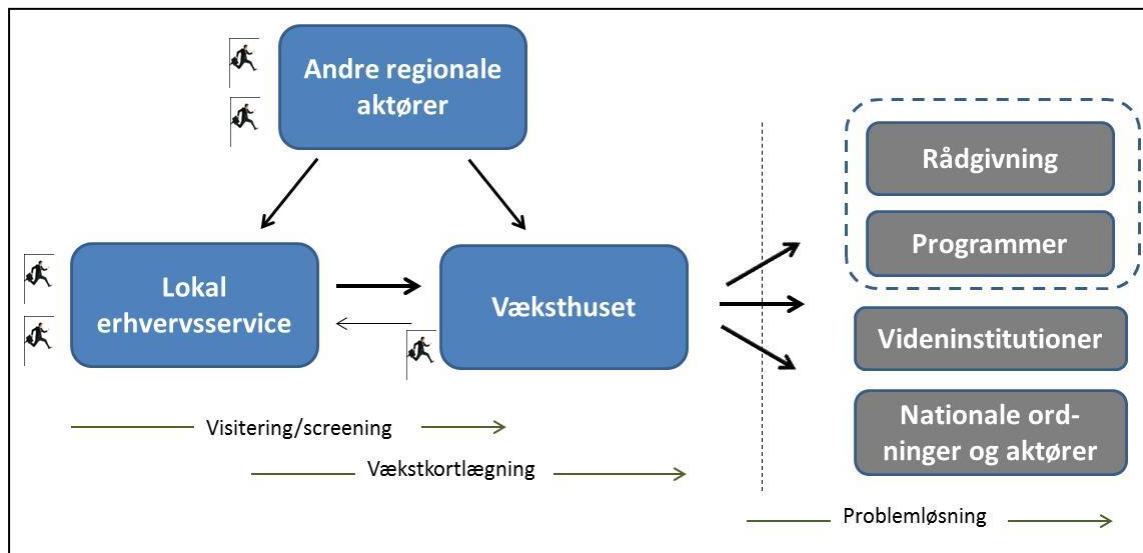 Andre regionale
aktører
Rådgivning
Programmer
Lokal
erhvervsservice
Væksthuset
Videninstitutioner
Nationale ord-
ninger og aktører
Visitering/screening
Vækstkortlægning
Problemløsning